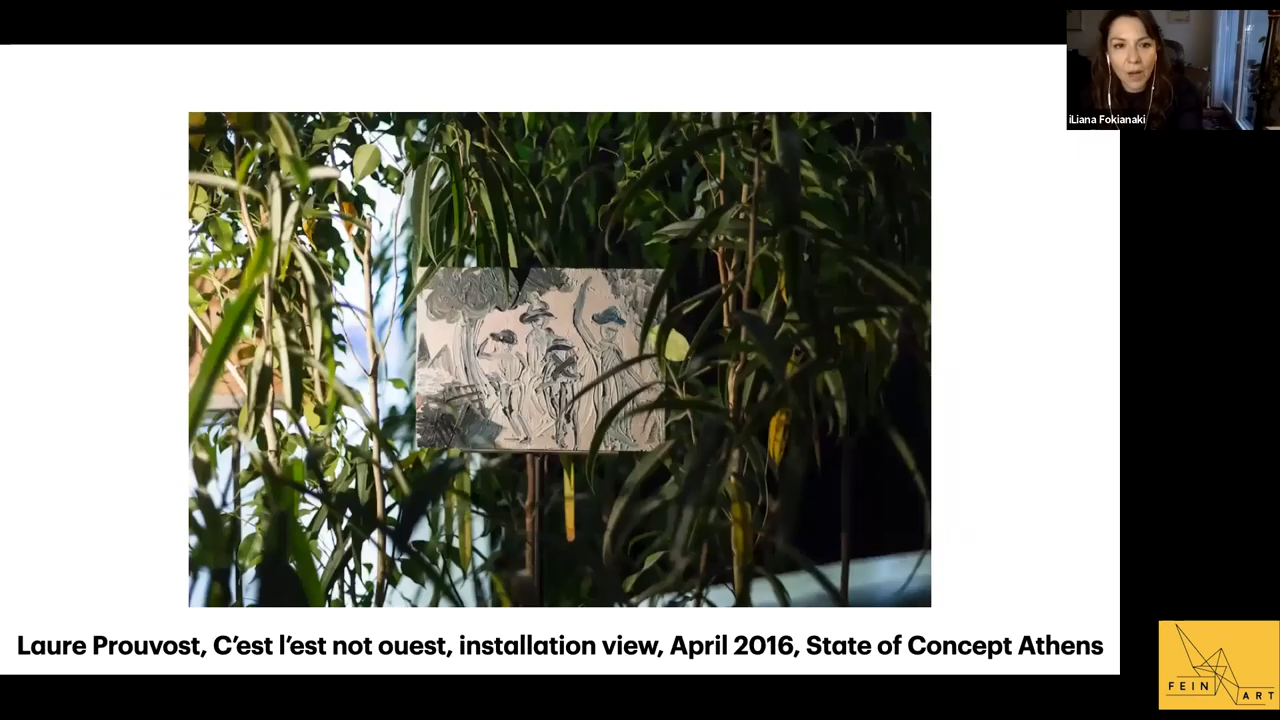 iLiana Fokianaki
Laure Prouvost, C’est l’est not ouest, installation view, April 2016, State of Concept Athens
FEIN
ART